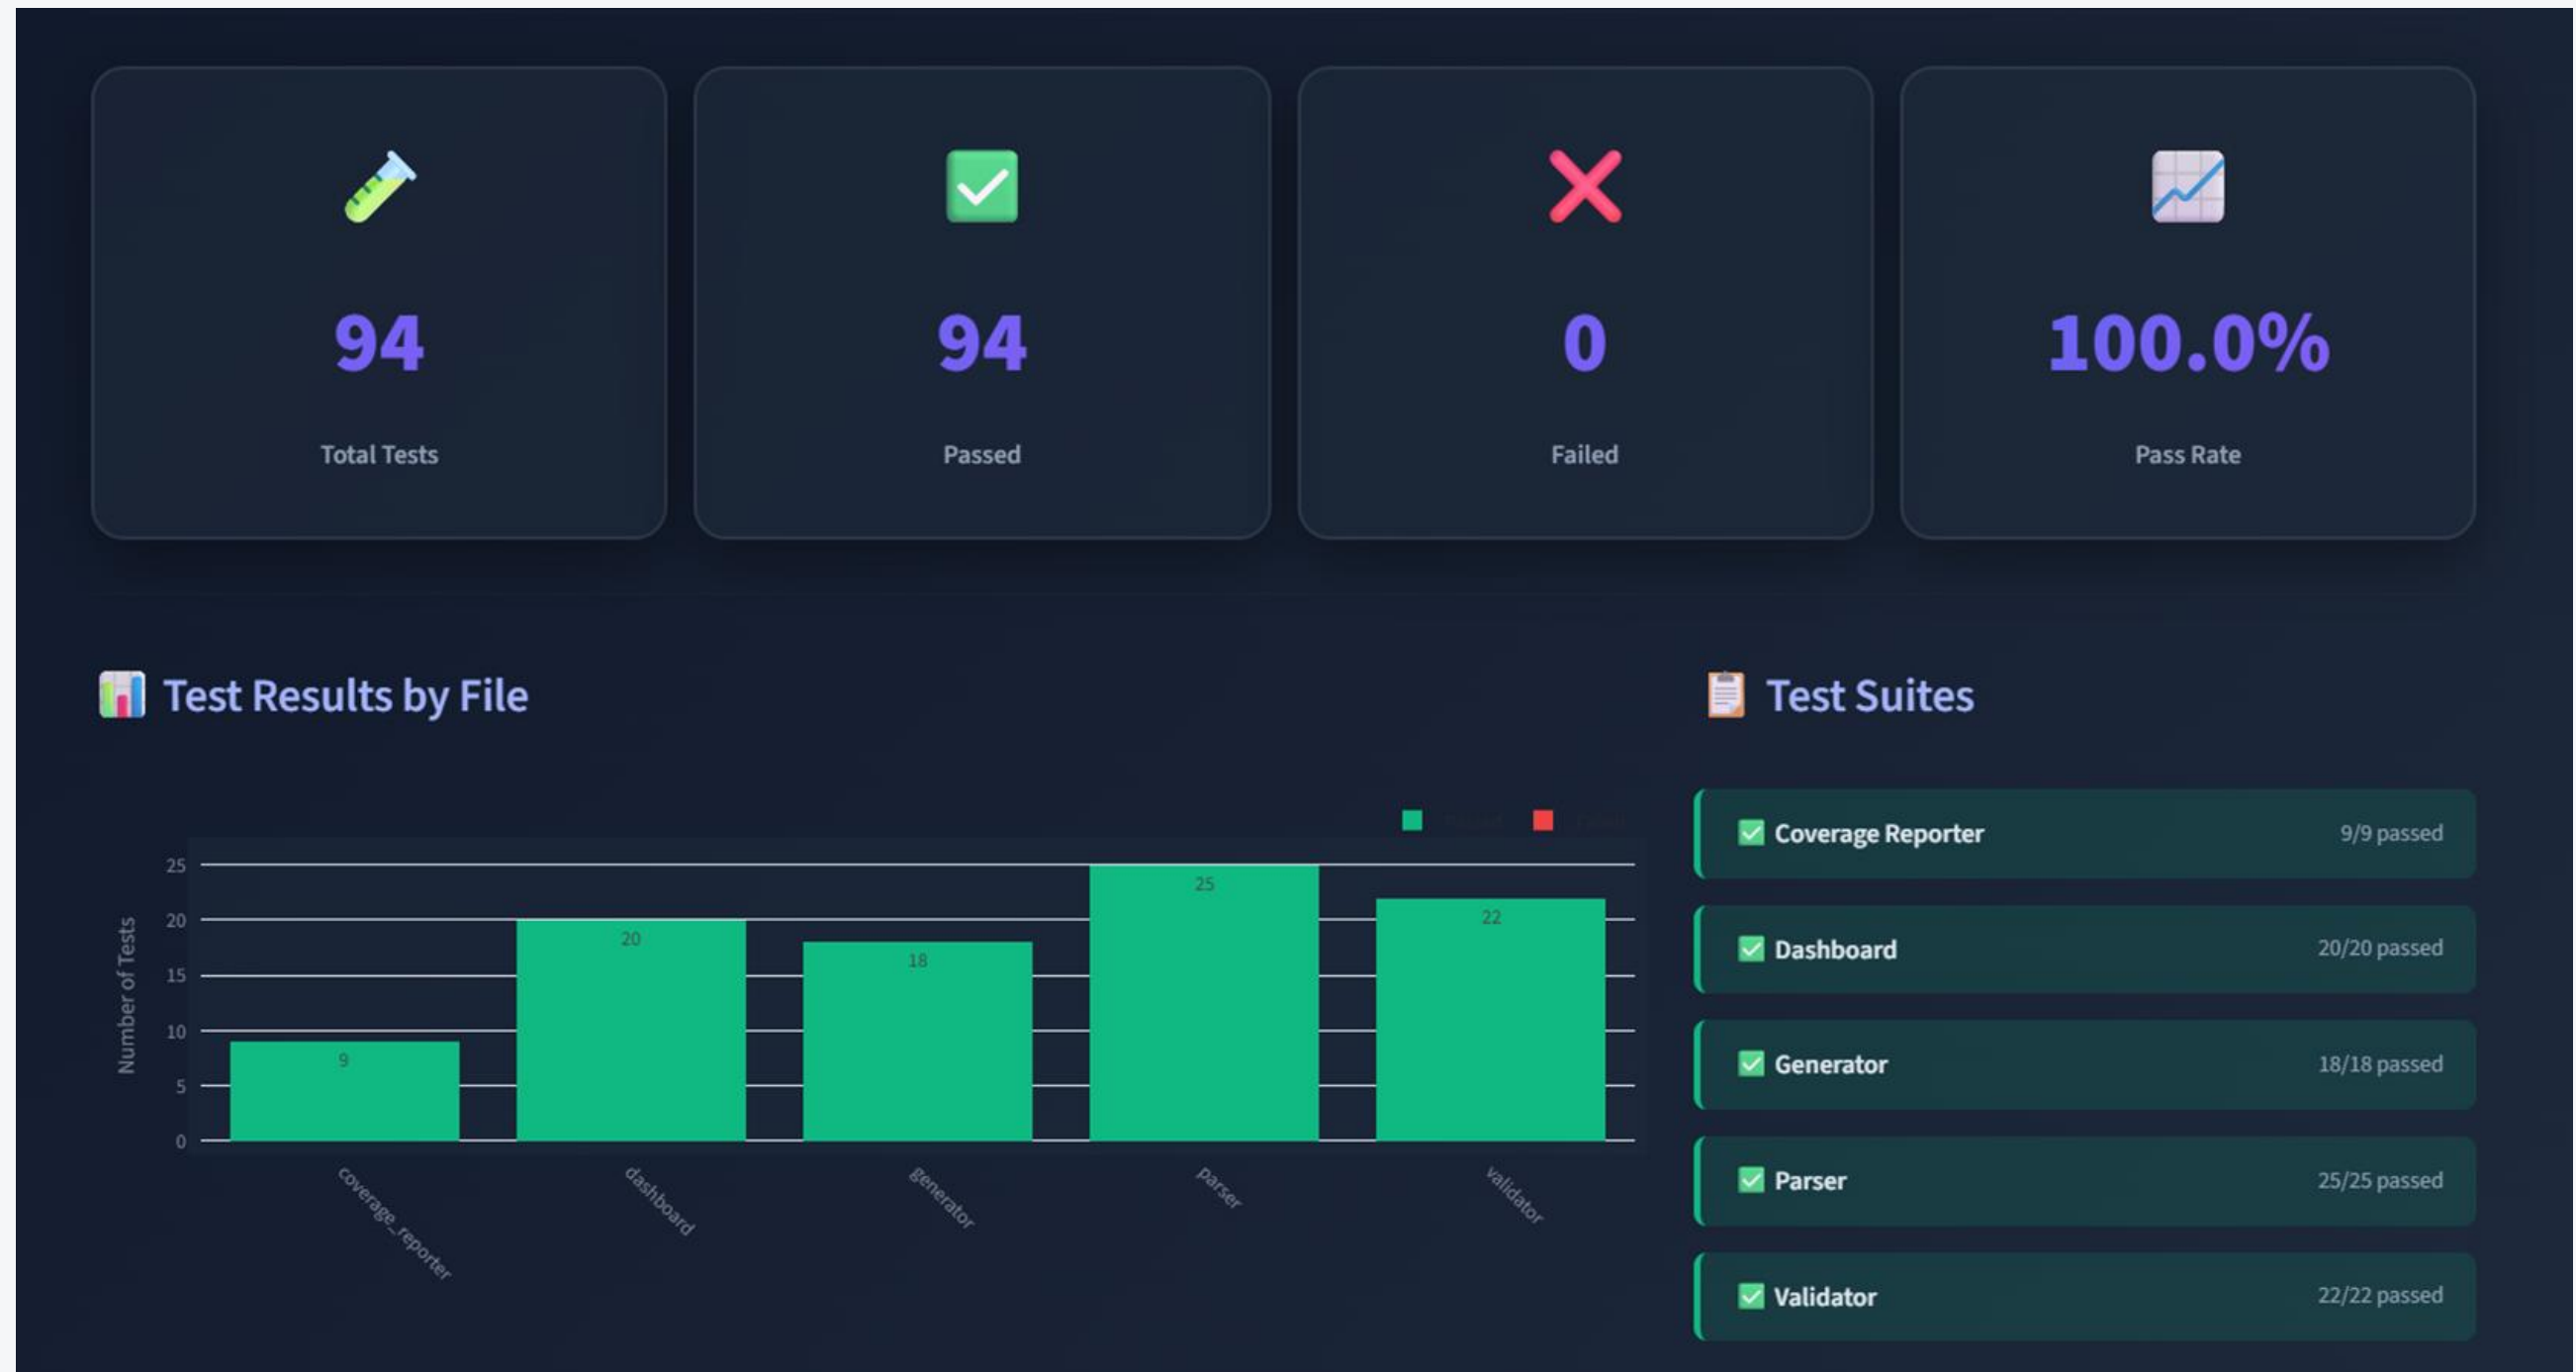 94
94
0
100.0%
Total Tests
Passed
Failed
Pass Rate
Test Results by File
25
20
15
10
5
0
Number of Tests
9
20
18
25
22
coverage_reporter
dashboard
generator
parser
validator
Test Suites
Coverage Reporter 9/9 passed
Dashboard 20/20 passed
Generator 18/18 passed
Parser 25/25 passed
Validator 22/22 passed